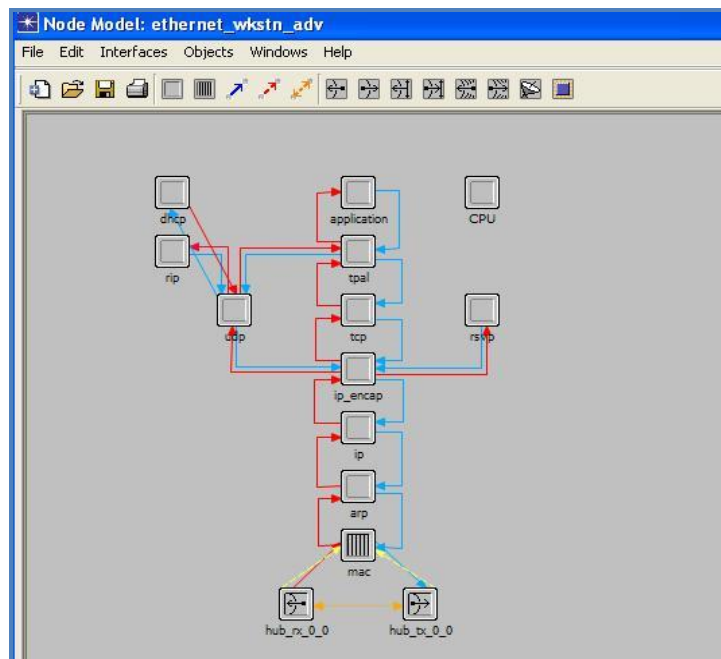 Node Model: ethernet_wkstn_adv
File Edit Interfaces Objects Windows Help
dhcp application CPU
rip tpal
udp tcp rsvp
ip_encap
ip
arp
mac
hub_rx_0_0 hub_tx_0_0